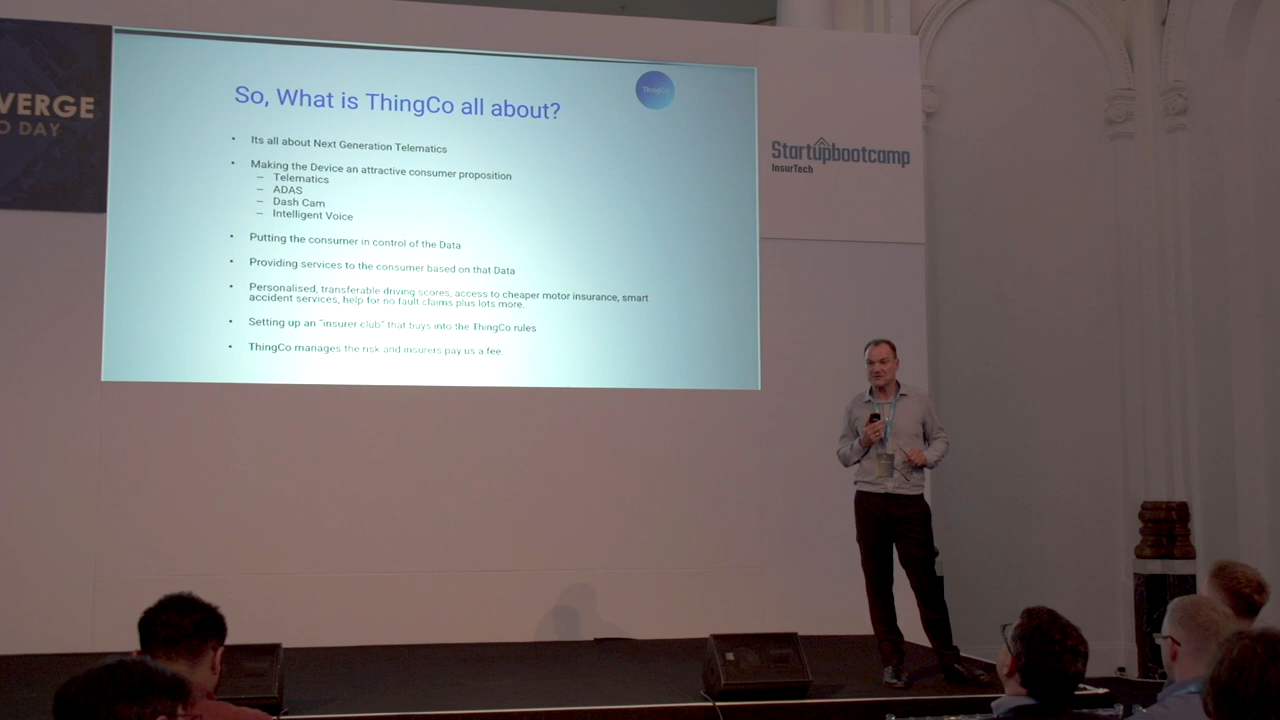 VERGE
O DAY
So, What is ThingCo all about?
ThingCo
• Its all about Next Generation Telematics
• Making the Device an attractive consumer proposition
– Telematics
– ADAS
– Dash Cam
– Intelligent Voice
• Putting the consumer in control of the Data
• Providing services to the consumer based on that Data
• Personalised, transferable driving scores, access to cheaper motor insurance, smart
accident services, help for no fault claims plus lots more.
• Setting up an "insurer club" that buys into the ThingCo rules
• ThingCo manages the risk and insurers pay us a fee.
Startupbootcamp
InsurTech